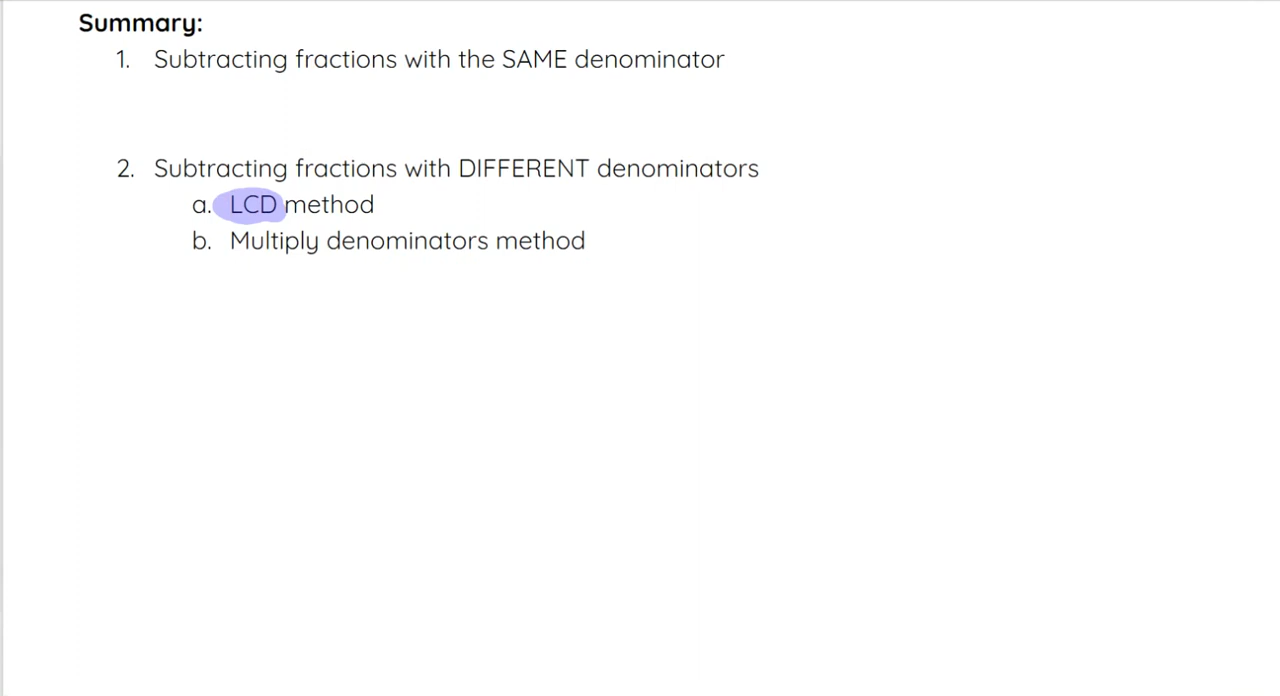 Summary:
1. Subtracting fractions with the SAME denominator
2. Subtracting fractions with DIFFERENT denominators
a. LCD method
b. Multiply denominators method